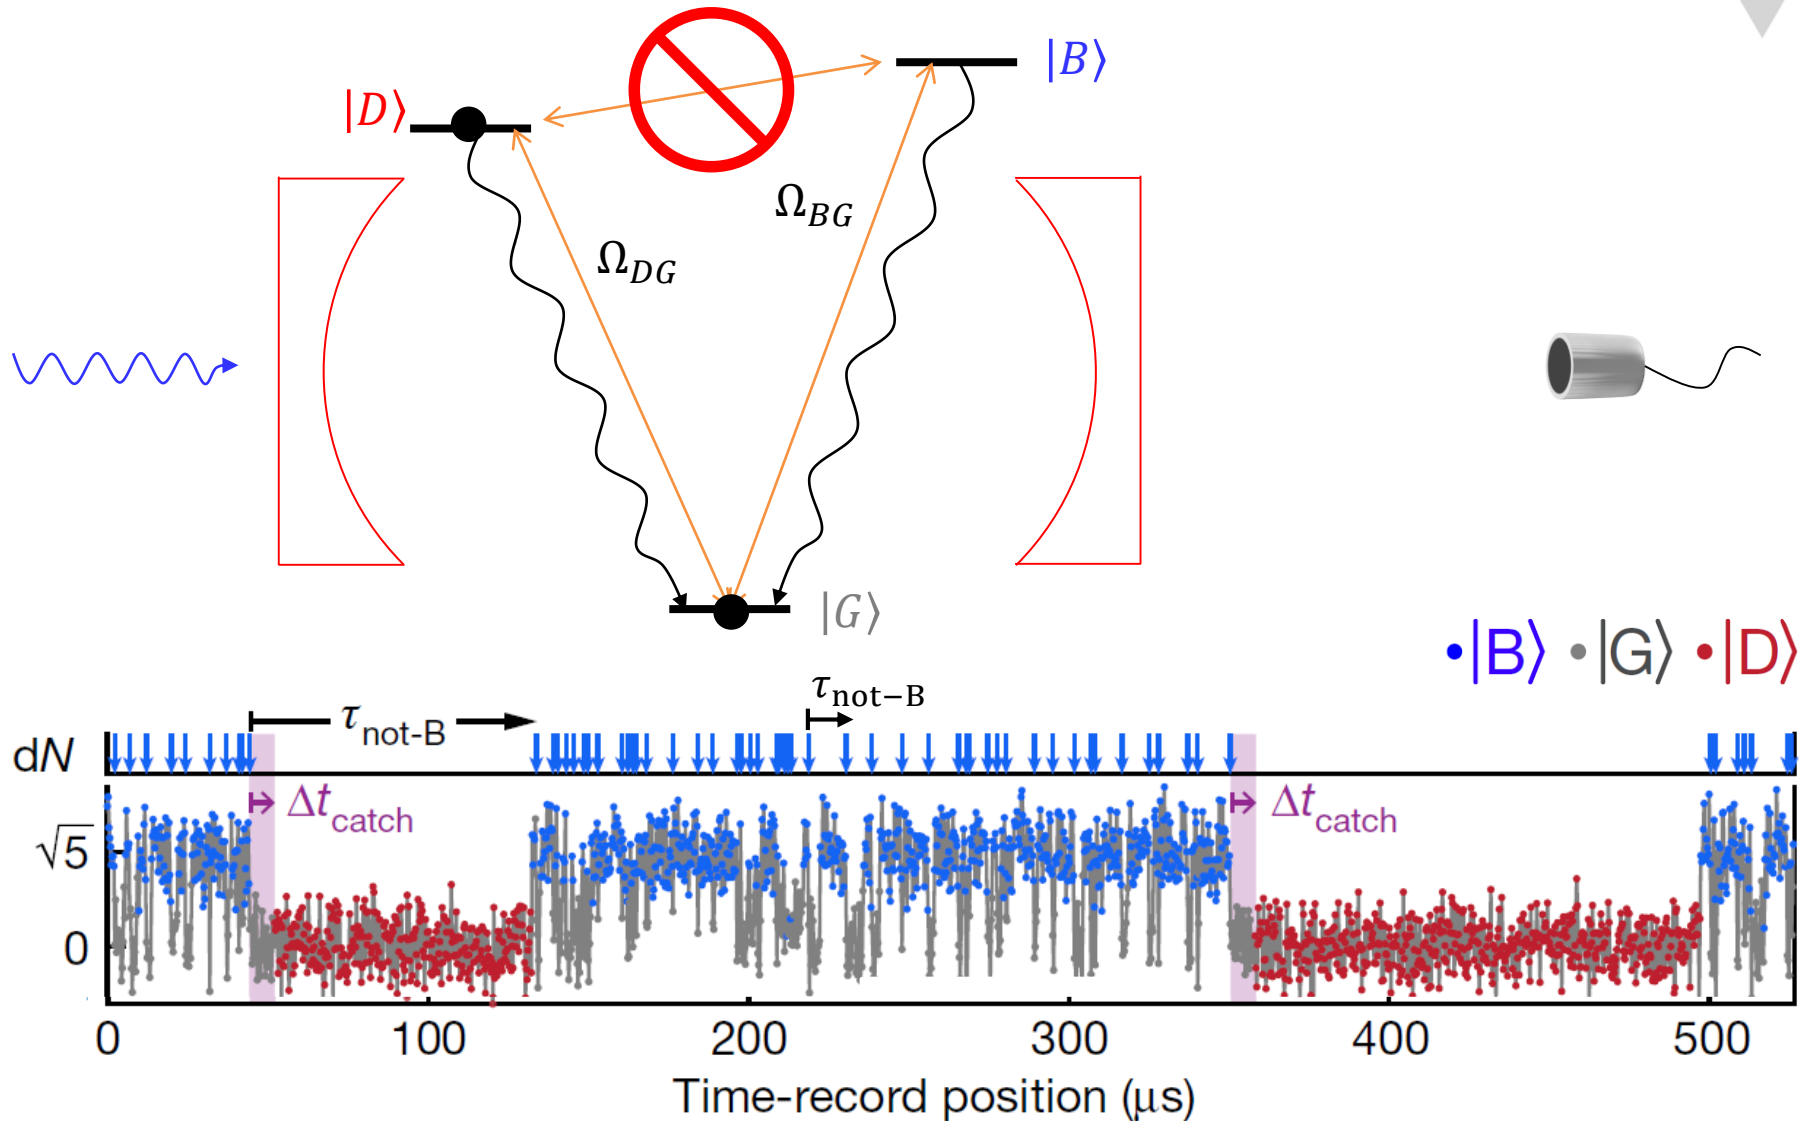 |B⟩
|D⟩
Ω_BG
Ω_DG
|G⟩
|B⟩ |G⟩ |D⟩
τ_not−B
τ_not-B
dN
Δt_catch Δt_catch
√5
0
0 100 200 300 400 500
Time-record position (μs)